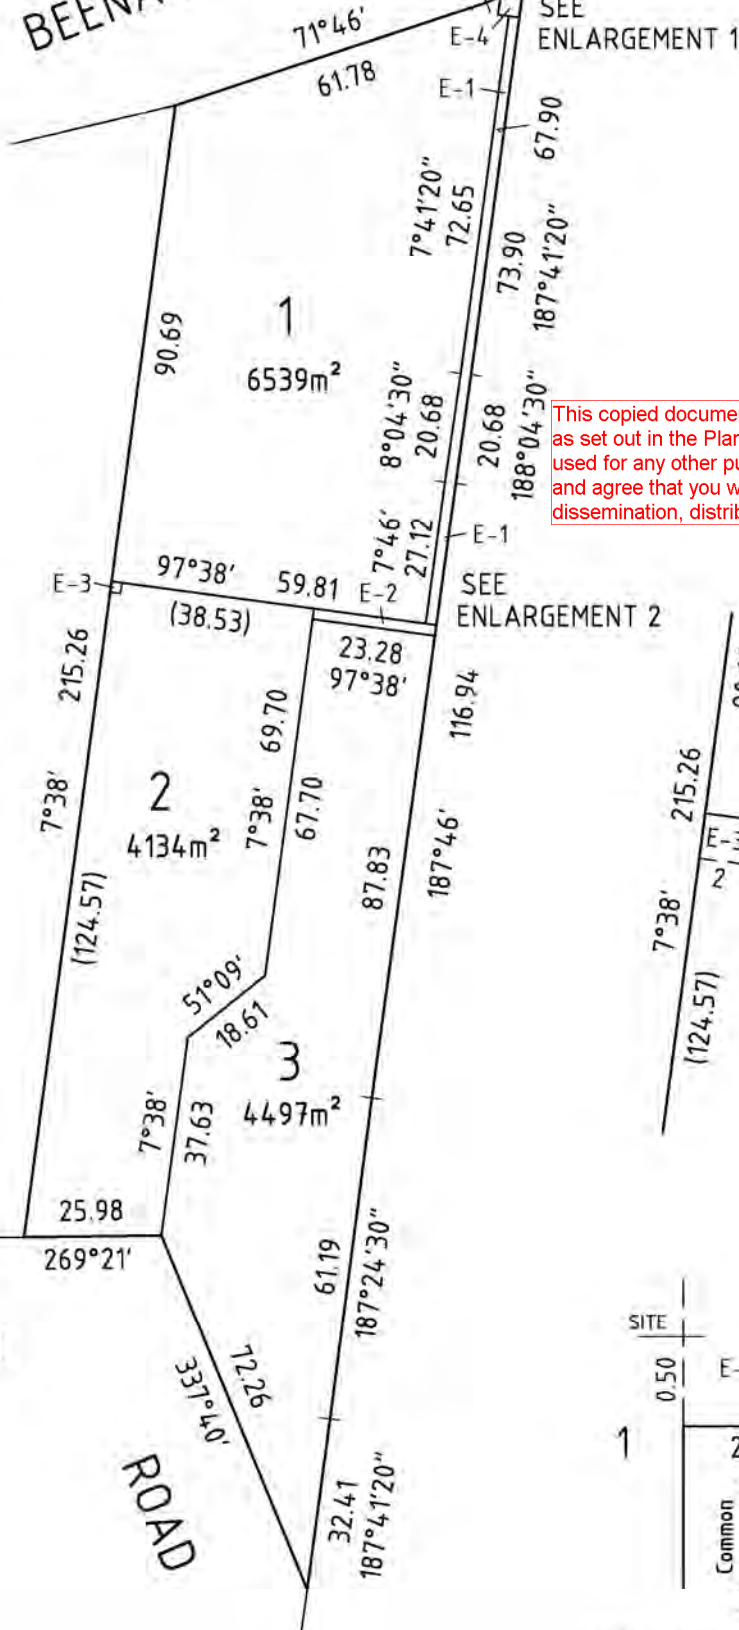 BEENA
71°46'
61.78
SEE
ENLARGEMENT 1
E-4
E-1
67.90
7°41'20"
72.65
73.90
187°41'20"
1
6539m²
90.69
8°04'30"
20.68
20.68
188°04'30"
This copied docume
as set out in the Plan
used for any other pu
and agree that you w
dissemination, distrib
7°46'
27.12
E-1
E-3
97°38'
59.81
E-2
(38.53)
SEE
ENLARGEMENT 2
23.28
97°38'
215.26
7°38'
(124.57)
2
4134m²
69.70
7°38'
67.70
116.94
187°46'
87.83
51°09'
18.61
3
4497m²
7°38'
37.63
25.98
269°21'
61.19
187°24'30"
72.26
337°40'
ROAD
32.41
187°41'20"
215.26
7°38'
(124.57)
2
SITE
0.50
E-
1
2
Common